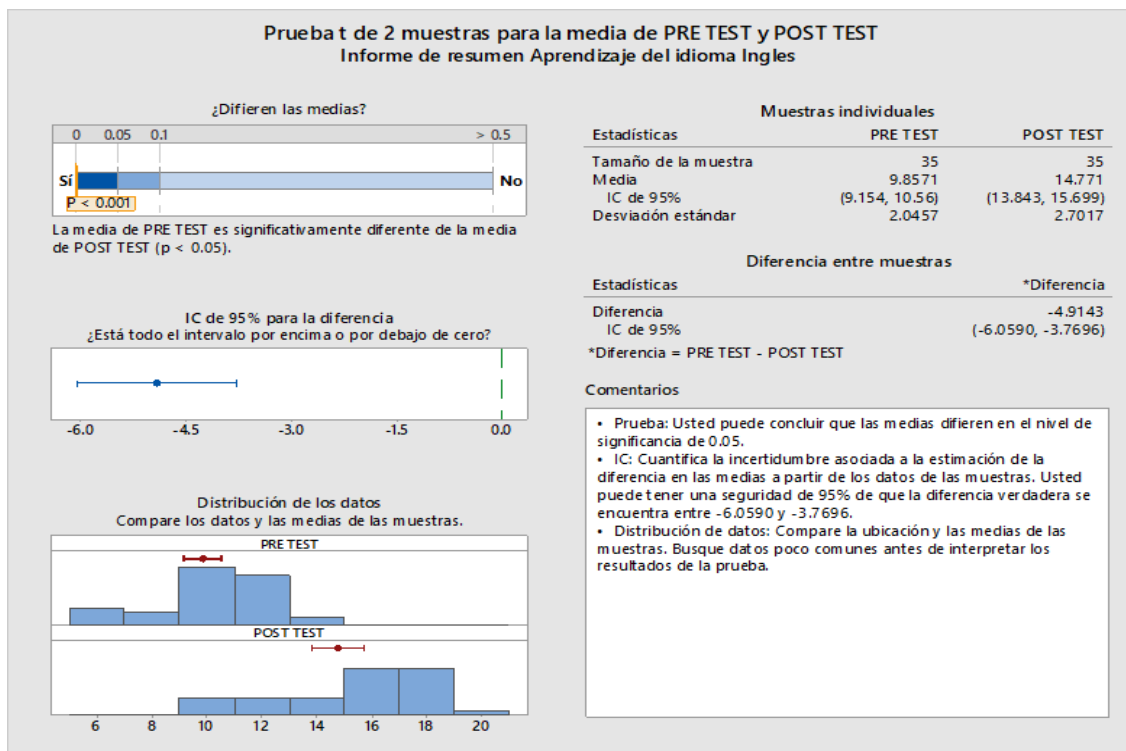 Prueba t de 2 muestras para la media de PRE TEST y POST TEST
Informe de resumen Aprendizaje del idioma Ingles
¿Difieren las medias?
0 0.05 0.1 > 0.5
Sí No
P < 0.001
La media de PRE TEST es significativamente diferente de la media
de POST TEST (p < 0.05).
IC de 95% para la diferencia
¿Está todo el intervalo por encima o por debajo de cero?
-6.0 -4.5 -3.0 -1.5 0.0
Distribución de los datos
Compare los datos y las medias de las muestras.
PRE TEST
POST TEST
6 8 10 12 14 16 18 20
Muestras individuales
Estadísticas PRE TEST POST TEST
Tamaño de la muestra 35 35
Media 9.8571 14.771
IC de 95% (9.154, 10.56) (13.843, 15.699)
Desviación estándar 2.0457 2.7017
Diferencia entre muestras
Estadísticas *Diferencia
Diferencia -4.9143
IC de 95% (-6.0590, -3.7696)
*Diferencia = PRE TEST - POST TEST
Comentarios
• Prueba: Usted puede concluir que las medias difieren en el nivel de
significancia de 0.05.
• IC: Cuantifica la incertidumbre asociada a la estimación de la
diferencia en las medias a partir de los datos de las muestras. Usted
puede tener una seguridad de 95% de que la diferencia verdadera se
encuentra entre -6.0590 y -3.7696.
• Distribución de datos: Compare la ubicación y las medias de las
muestras. Busque datos poco comunes antes de interpretar los
resultados de la prueba.